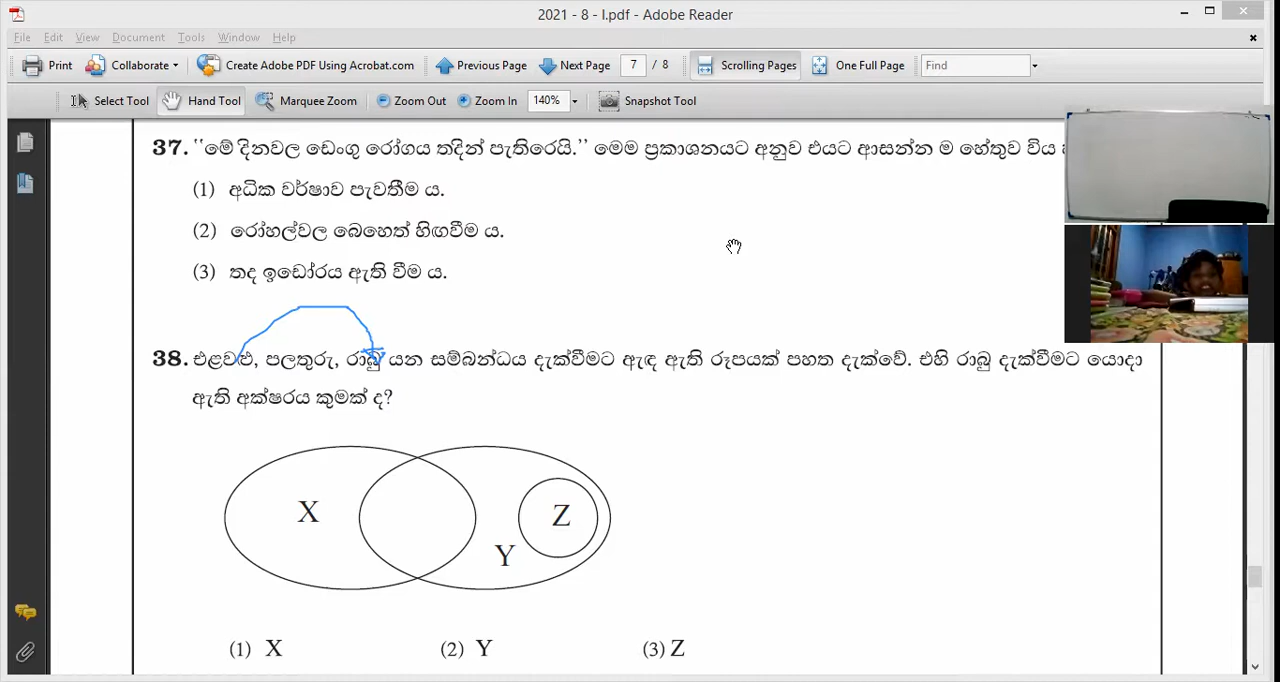 2021 - 8 - I.pdf - Adobe Reader
File Edit View Document Tools Window Help
Print Collaborate Create Adobe PDF Using Acrobat.com Previous Page Next Page 7 / 8 Scrolling Pages One Full Page Find
Select Tool Hand Tool Marquee Zoom Zoom Out Zoom In 140% Snapshot Tool
37. “මේ දිනවල ඩෙංගු රෝගය තදින් පැතිරෙයි.” මෙම ප්‍රකාශනයට අනුව එයට ආසන්න ම හේතුව විය
(1) අධික වර්ෂාව පැවතීම ය.
(2) රෝහල්වල බෙහෙත් හිඟවීම ය.
(3) තද ඉඩෝරය ඇති වීම ය.
38. එළවළු, පලතුරු, රාබු යන සම්බන්ධය දැක්වීමට ඇඳ ඇති රූපයක් පහත දැක්වේ. එහි රාබු දැක්වීමට යොදා
ඇති අක්ෂරය කුමක් ද?
X Z
Y
(1) X (2) Y (3) Z